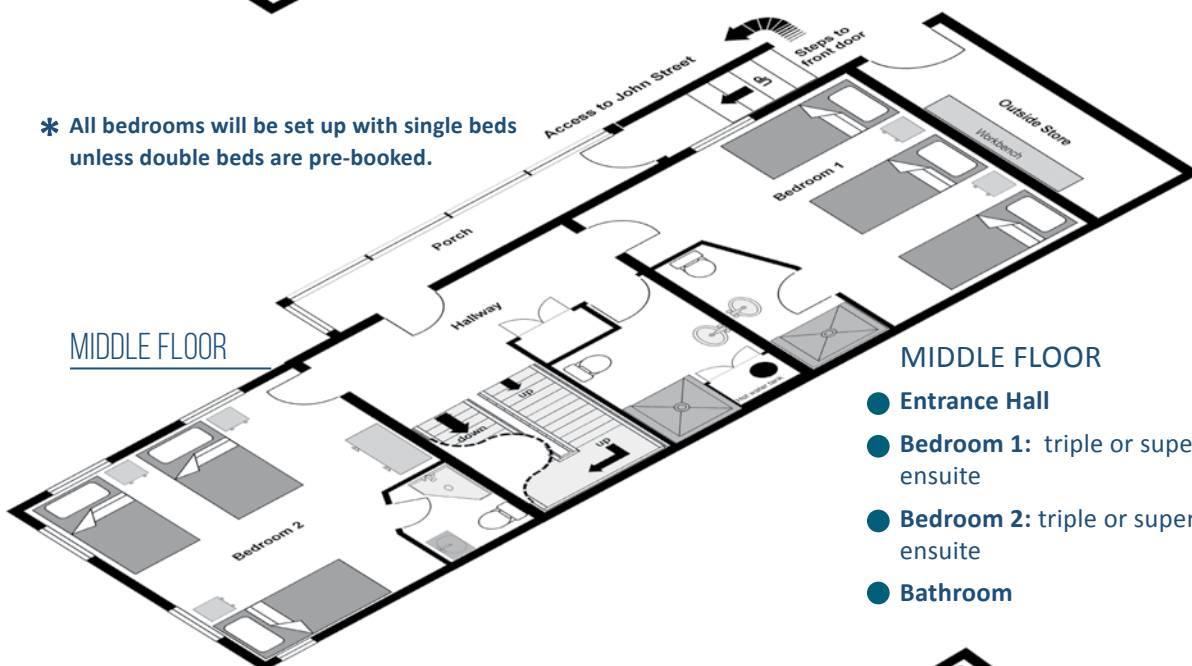 * All bedrooms will be set up with single beds
unless double beds are pre-booked.
MIDDLE FLOOR
Access to John Street
Steps to
front door
up
Outside Store
Workbench
Bedroom 1
Porch
Hallway
Hot water tank
up
down
up
Bedroom 2
MIDDLE FLOOR
Entrance Hall
Bedroom 1: triple or supe
ensuite
Bedroom 2: triple or super
ensuite
Bathroom